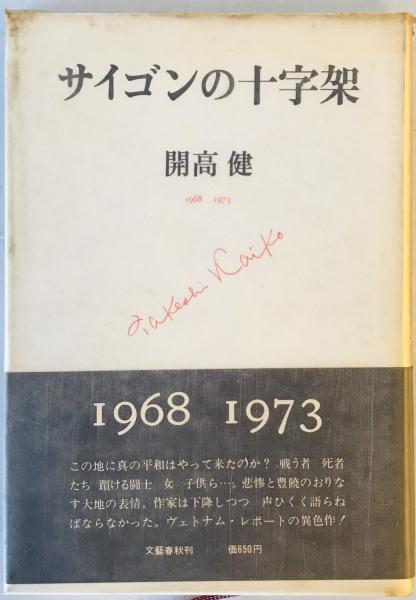 サイゴンの十字架
開高 健
1968 1973
Takeshi Kaiko
1968 1973
この地に真の平和はやって来たのか? 戦う者 死者
たち 蹲ける闘士 女 子供ら…。悲惨と豊饒のおりな
す大地の表情。作家は下降しつつ 声ひくく語らね
ばならなかった。ヴェトナム・レポートの異色作!
文藝春秋刊 価650円